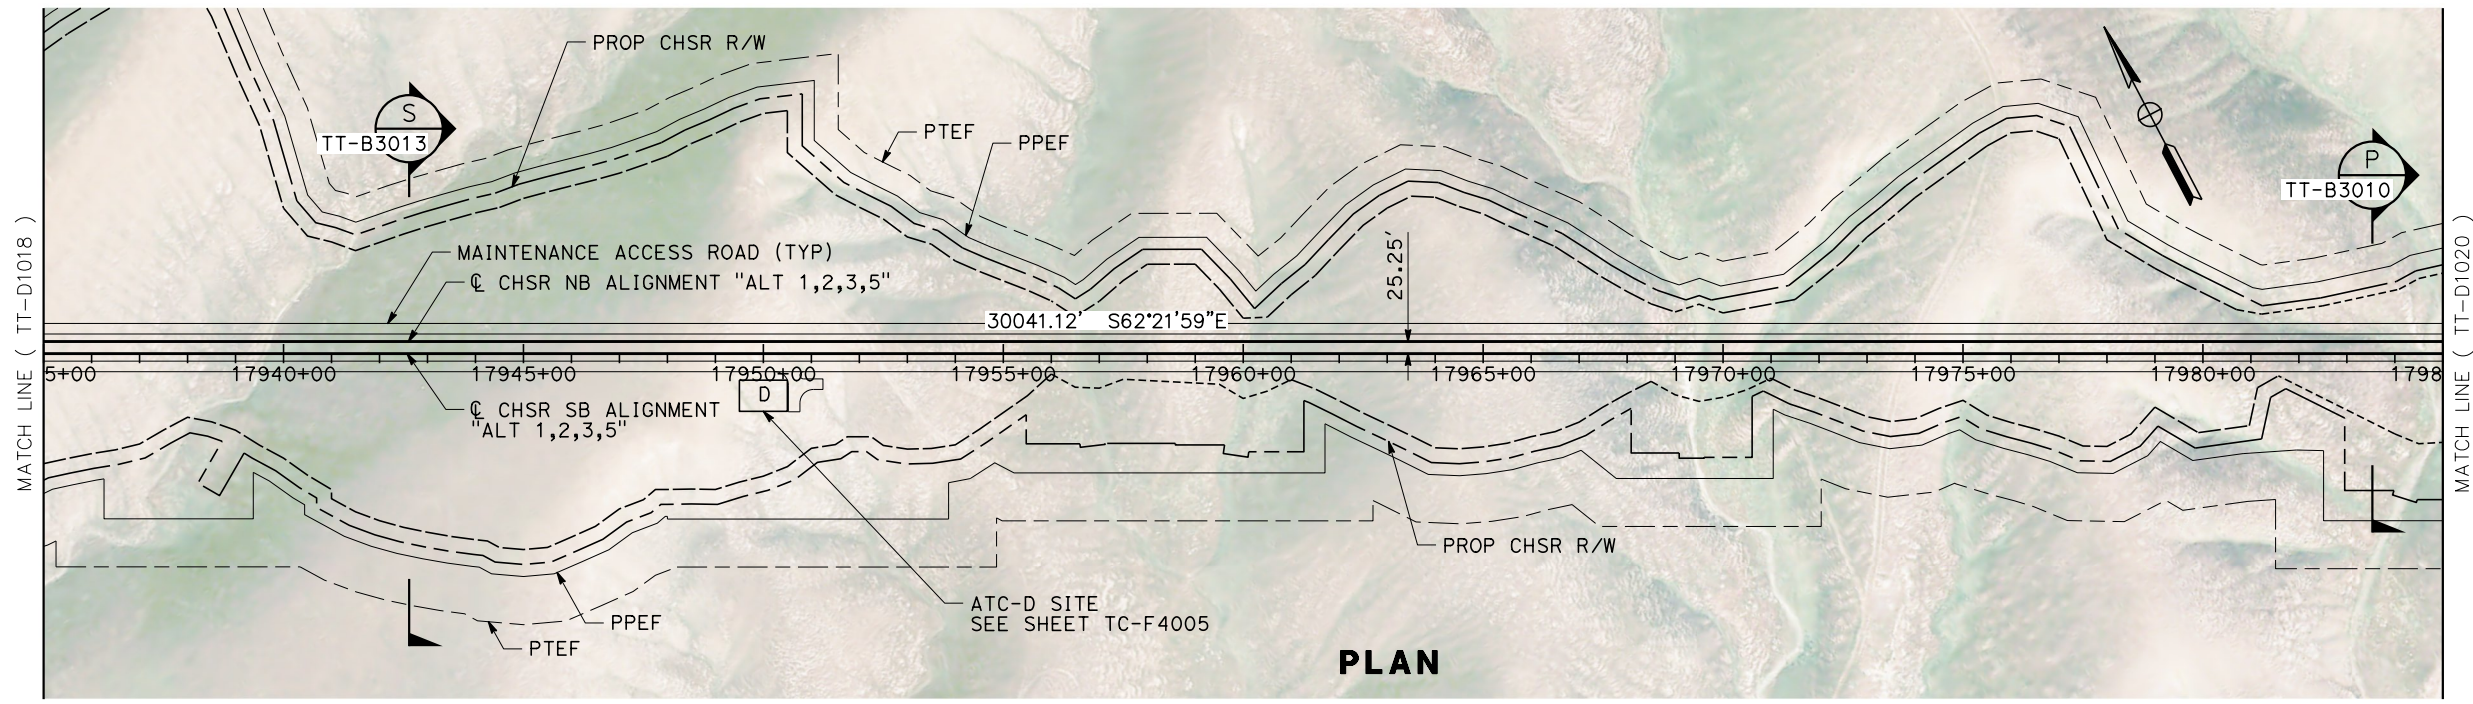 PROP CHSR R/W
S
TT-B3013
PTEF
PPEF
P
TT-B3010
MATCH LINE ( TT-D1018 )
MATCH LINE ( TT-D1020 )
MAINTENANCE ACCESS ROAD (TYP)
℄ CHSR NB ALIGNMENT "ALT 1,2,3,5"
25.25'
30041.12' S62°21'59"E
5+00 17940+00 17945+00 17950+00 17955+00 17960+00 17965+00 17970+00 17975+00 17980+00 1798
D
℄ CHSR SB ALIGNMENT
"ALT 1,2,3,5"
PROP CHSR R/W
ATC-D SITE
SEE SHEET TC-F4005
PPEF
PTEF
PLAN